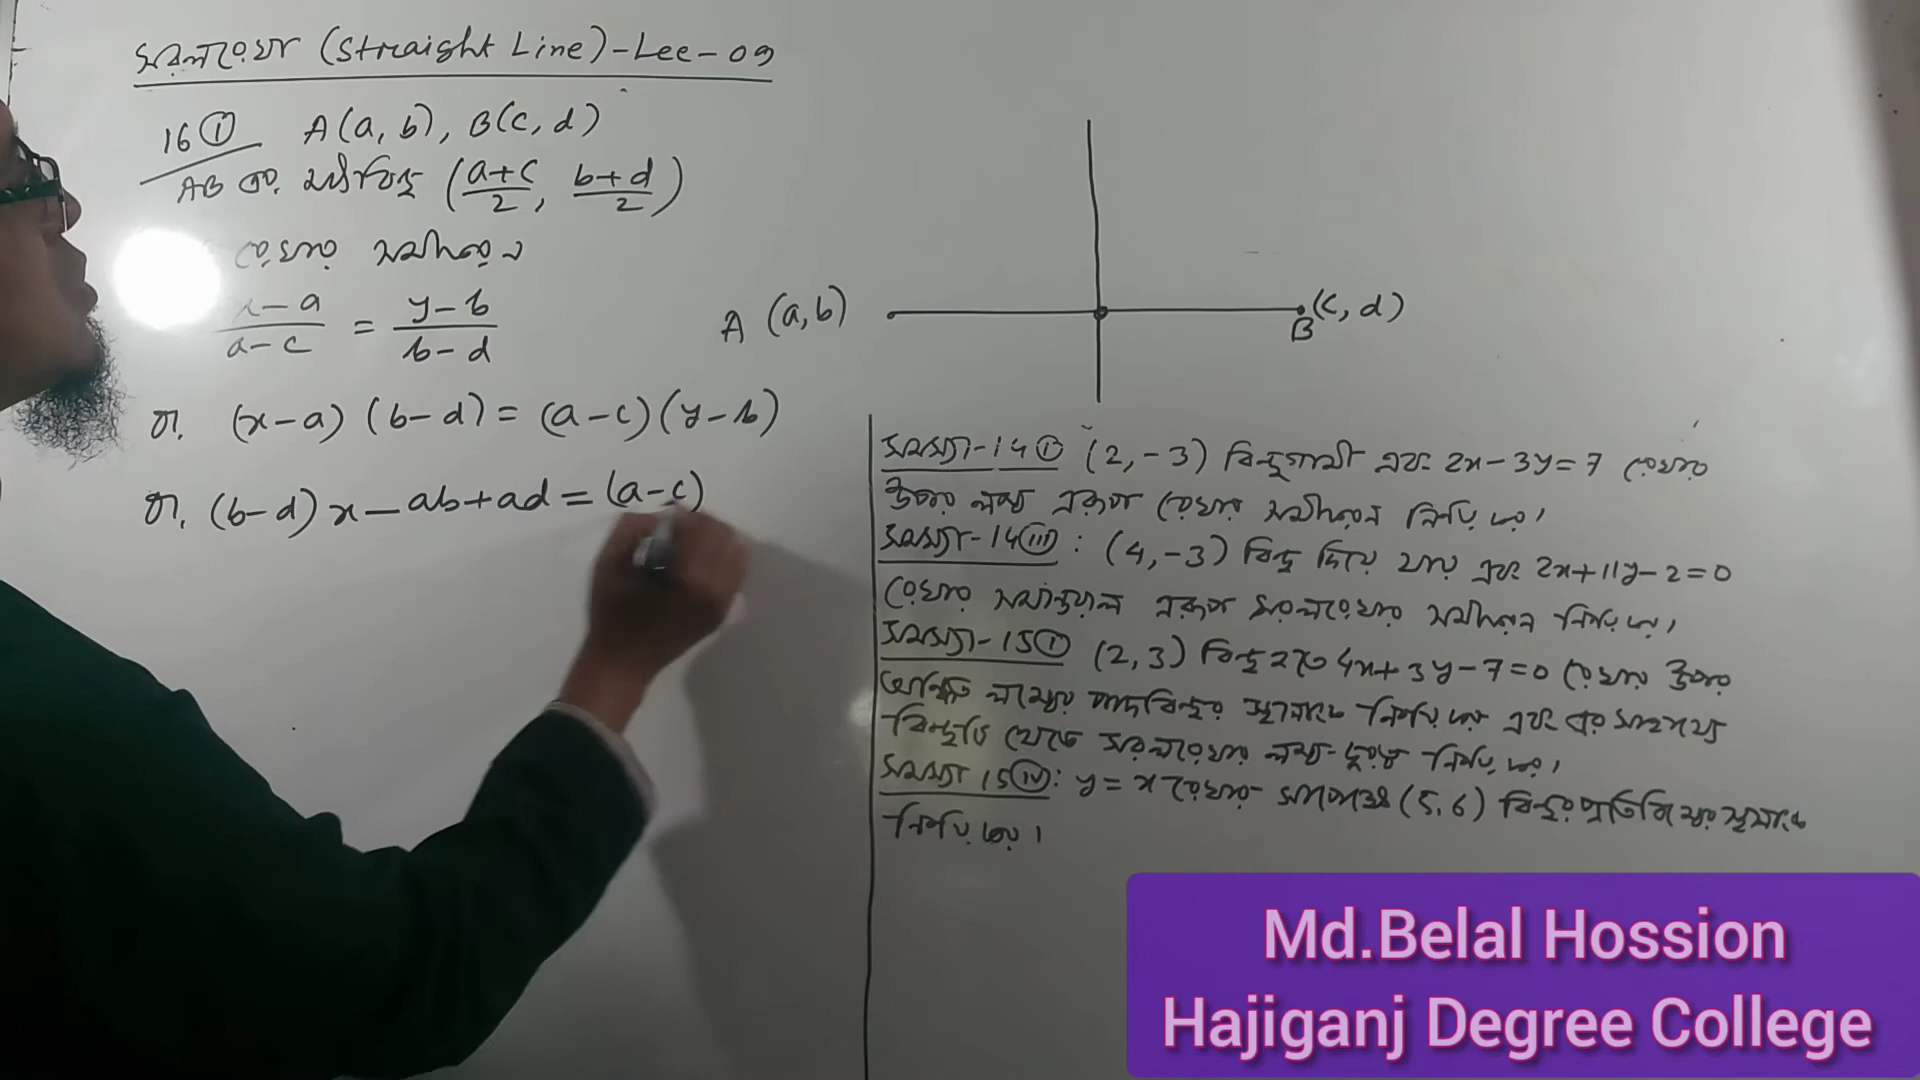 সরলরেখা (Straight Line)-Lec-09
16 (i) A(a, b), B(c, d)
AB এর মধ্যবিন্দু (a+c/2, b+d/2)
রেখার সমীকরণ
x-a/a-c = y-b/b-d
বা, (x-a) (b-d) = (a-c)(y-b)
বা, (b-d)x-ab+ad=(a-c)
A (a,b)
B (c, d)
সমস্যা-14(i) (2,-3) বিন্দুগামী এবং 2x-3y=7 রেখার
উপর লম্ব এরূপ রেখার সমীকরণ নির্ণয় কর।
সমস্যা-14(iii): (4,-3) বিন্দু দিয়ে যায় এবং 2x+11y-2=0
রেখার সমান্তরাল এরূপ সরলরেখার সমীকরণ নির্ণয় কর।
সমস্যা-15(i) (2,3) বিন্দু হতে 4x+3y-7=0 রেখার উপর
অঙ্কিত লম্বের পাদবিন্দুর স্থানাংক নির্ণয় কর এবং এর সাহায্যে
বিন্দুটি থেকে সরলরেখার লম্ব-দূরত্ব নির্ণয় কর।
সমস্যা 15(iv): y=x রেখার সাপেক্ষে (5,6) বিন্দুর প্রতিবিম্বের স্থানাংক
নির্ণয় কর।
Md.Belal Hossion
Hajiganj Degree College